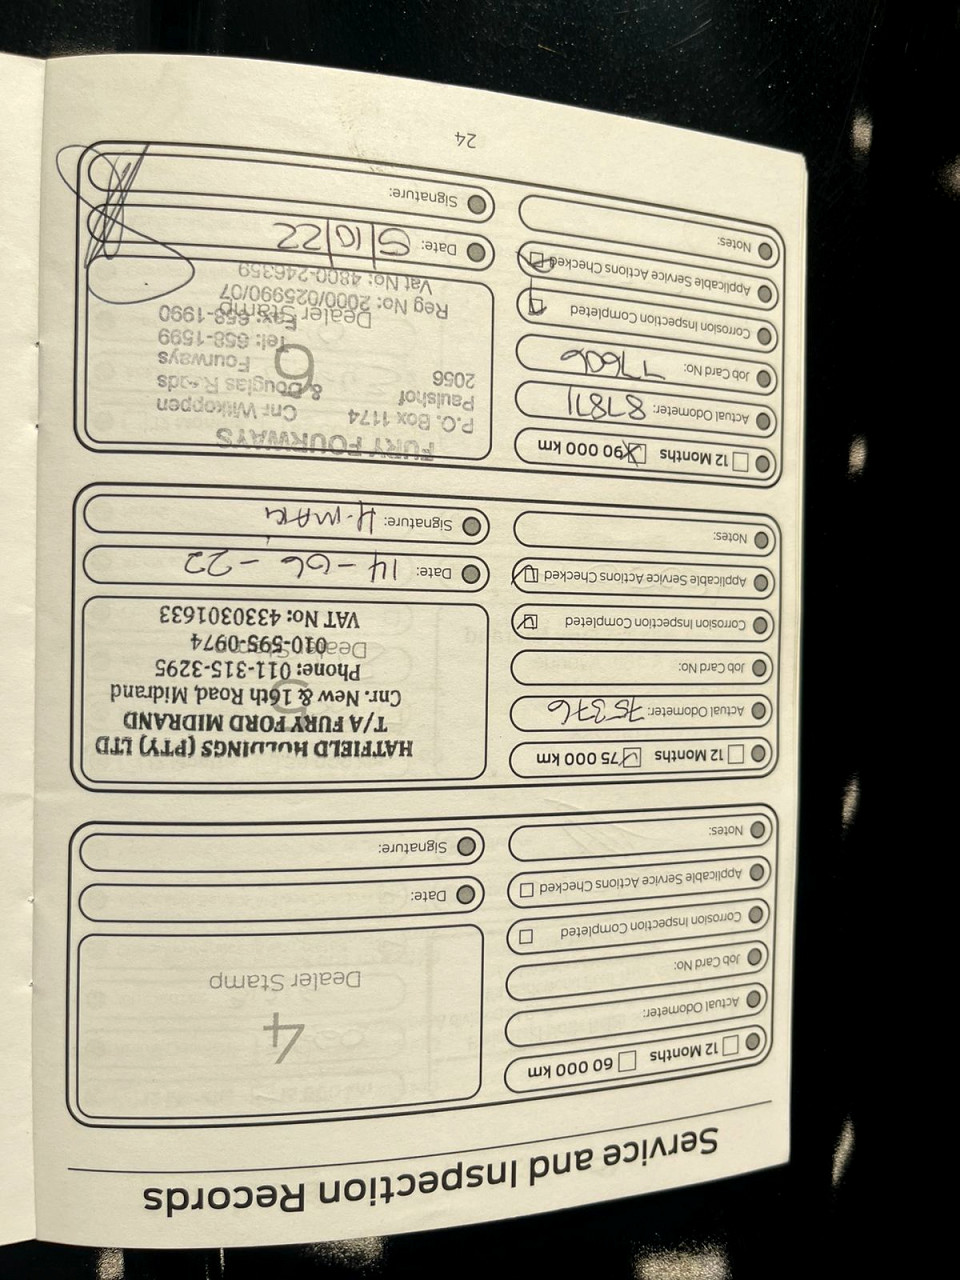 Service and Inspection Records
12 Months 60 000 km
Actual Odometer:
Job Card No:
Corrosion Inspection Completed
Applicable Service Actions Checked
Notes:
4
Dealer Stamp
Date:
Signature:
12 Months 75 000 km
Actual Odometer: 75376
Job Card No:
Corrosion Inspection Completed
Applicable Service Actions Checked
Notes:
5
Dealer Stamp
HATFIELD HOLDINGS (PTY) LTD
T/A FURY FORD MIDRAND
Cnr. New & 16th Road, Midrand
Phone: 011-315-3295
010-595-0974
VAT No: 4330301633
Date: 14-06-22
Signature:
12 Months 90 000 km
Actual Odometer: 87871
Job Card No: 77606
Corrosion Inspection Completed
Applicable Service Actions Checked
Notes:
6
Dealer Stamp
FURY FOURWAYS
P.O. Box 1174 Cnr Witkoppen
Paulshof & Douglas Roads
2056 Fourways
Tel: 658-1599
Fax: 658-1990
Reg No: 2000/025990/07
Vat No: 4800-246359
Date: 5/10/22
Signature:
24